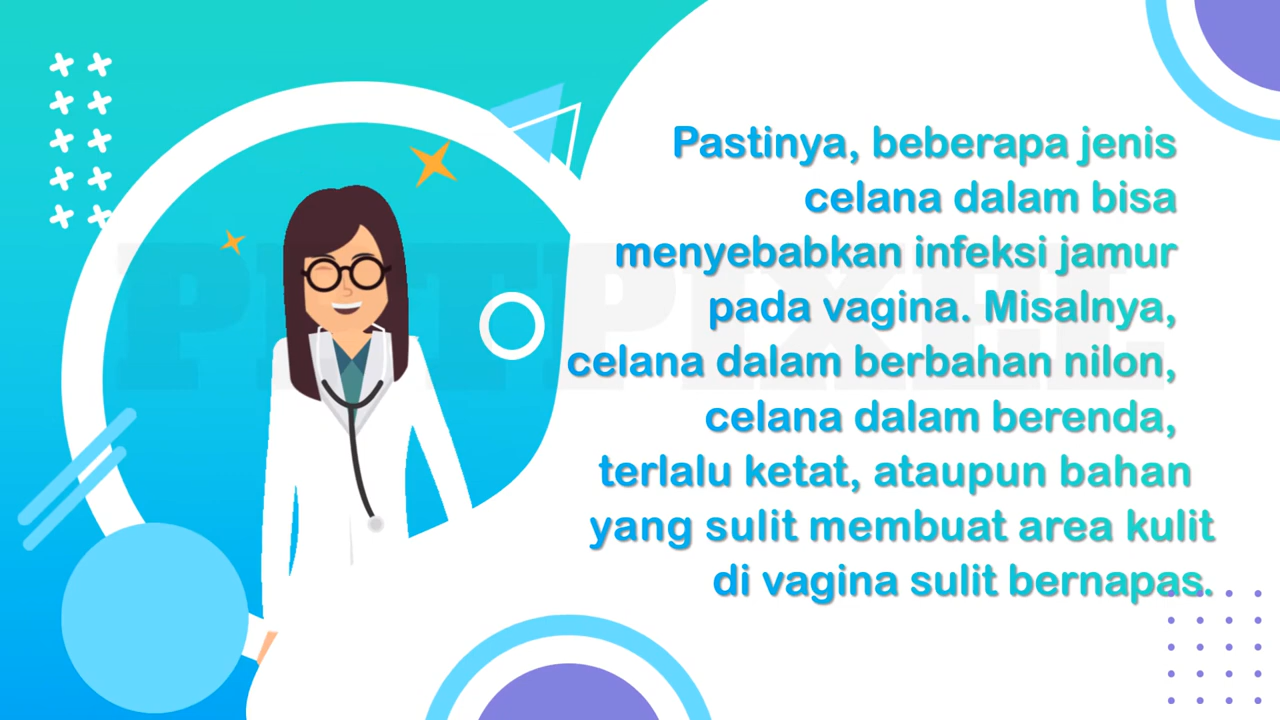 Pastinya, beberapa jenis
celana dalam bisa
menyebabkan infeksi jamur
pada vagina. Misalnya,
celana dalam berbahan nilon,
celana dalam berenda,
terlalu ketat, ataupun bahan
yang sulit membuat area kulit
di vagina sulit bernapas.